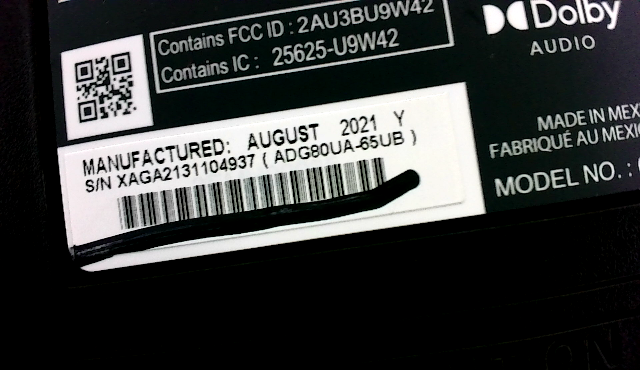 Contains FCC ID : 2AU3BU9W42
Contains IC : 25625-U9W42
Dolby
AUDIO
MANUFACTURED: AUGUST 2021 Y
S/N XAGA2131104937 ( ADG80UA-65UB )
MADE IN MEX
FABRIQUÉ AU MEXIC
MODEL NO. :